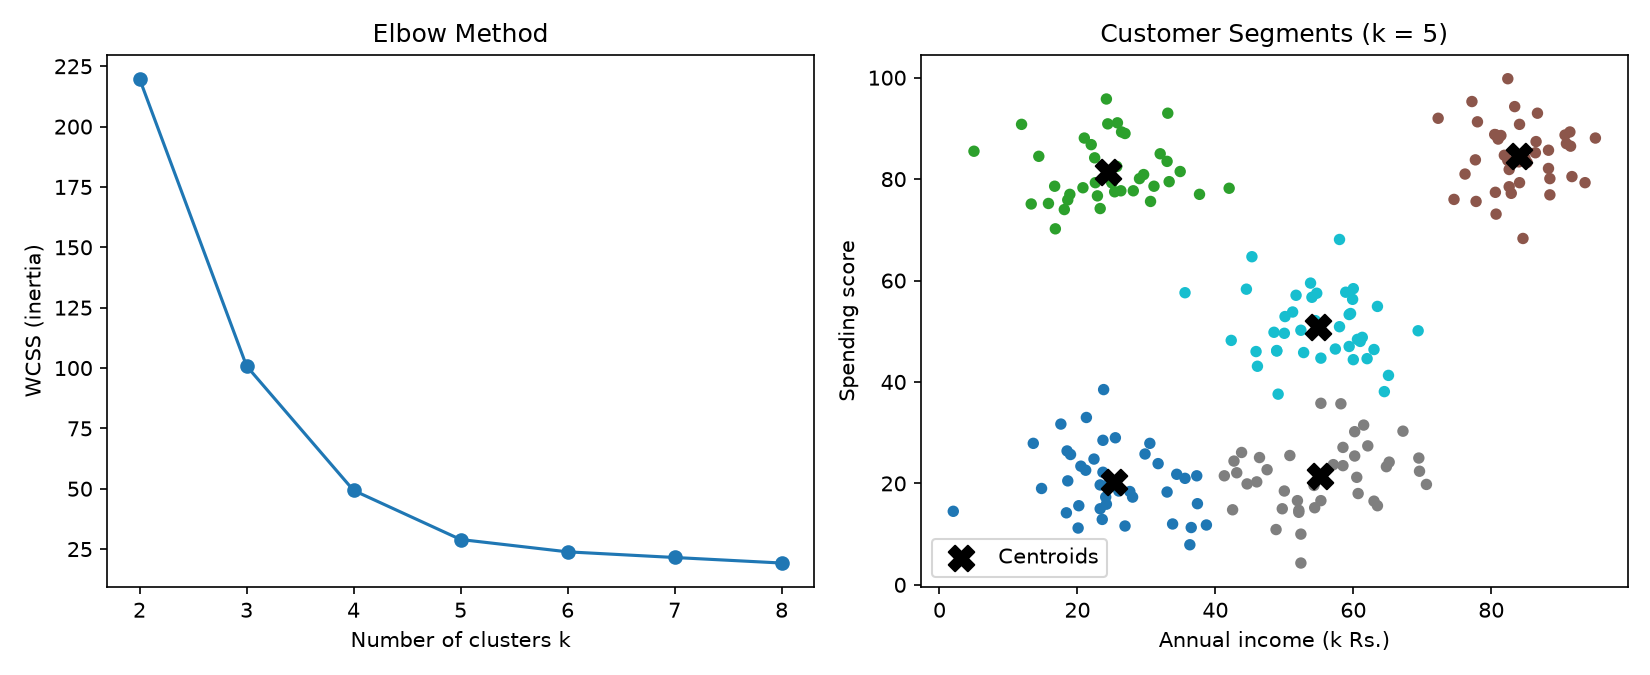 Elbow Method
WCSS (inertia)
225
200
175
150
125
100
75
50
25
2 3 4 5 6 7 8
Number of clusters k
Customer Segments (k = 5)
Spending score
100
80
60
40
20
0
Centroids
0 20 40 60 80
Annual income (k Rs.)